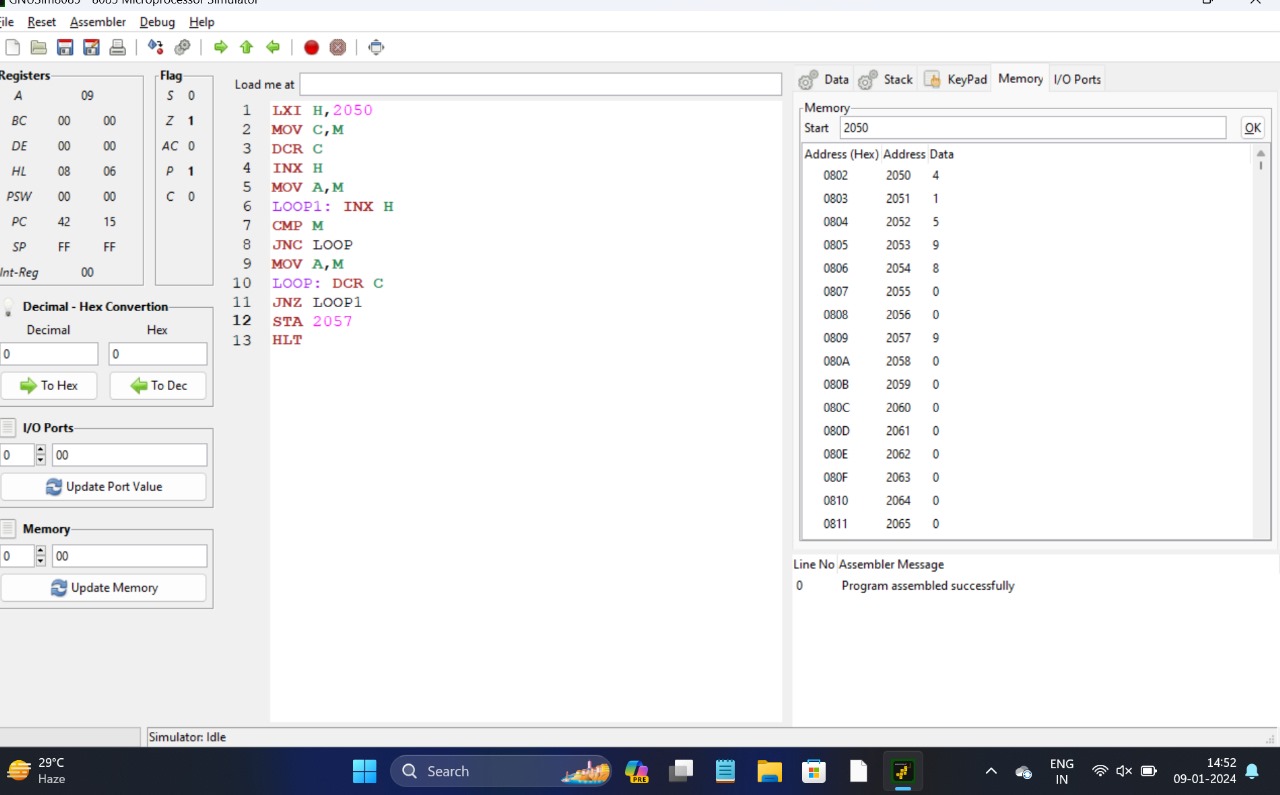 GNUSim8085 - 8085 Microprocessor Simulator
File Reset Assembler Debug Help
Registers
A 09
BC 00 00
DE 00 00
HL 08 06
PSW 00 00
PC 42 15
SP FF FF
Int-Reg 00
Flag
S 0
Z 1
AC 0
P 1
C 0
Decimal - Hex Convertion
Decimal Hex
0 0
To Hex To Dec
I/O Ports
0 00
Update Port Value
Memory
0 00
Update Memory
Load me at
1 LXI H,2050
2 MOV C,M
3 DCR C
4 INX H
5 MOV A,M
6 LOOP1: INX H
7 CMP M
8 JNC LOOP
9 MOV A,M
10 LOOP: DCR C
11 JNZ LOOP1
12 STA 2057
13 HLT
Data Stack KeyPad Memory I/O Ports
Memory
Start 2050 OK
Address (Hex) Address Data
0802 2050 4
0803 2051 1
0804 2052 5
0805 2053 9
0806 2054 8
0807 2055 0
0808 2056 0
0809 2057 9
080A 2058 0
080B 2059 0
080C 2060 0
080D 2061 0
080E 2062 0
080F 2063 0
0810 2064 0
0811 2065 0
Line No Assembler Message
0 Program assembled successfully
Simulator: Idle
29°C
Haze
Search
PRE
ENG
IN
14:52
09-01-2024